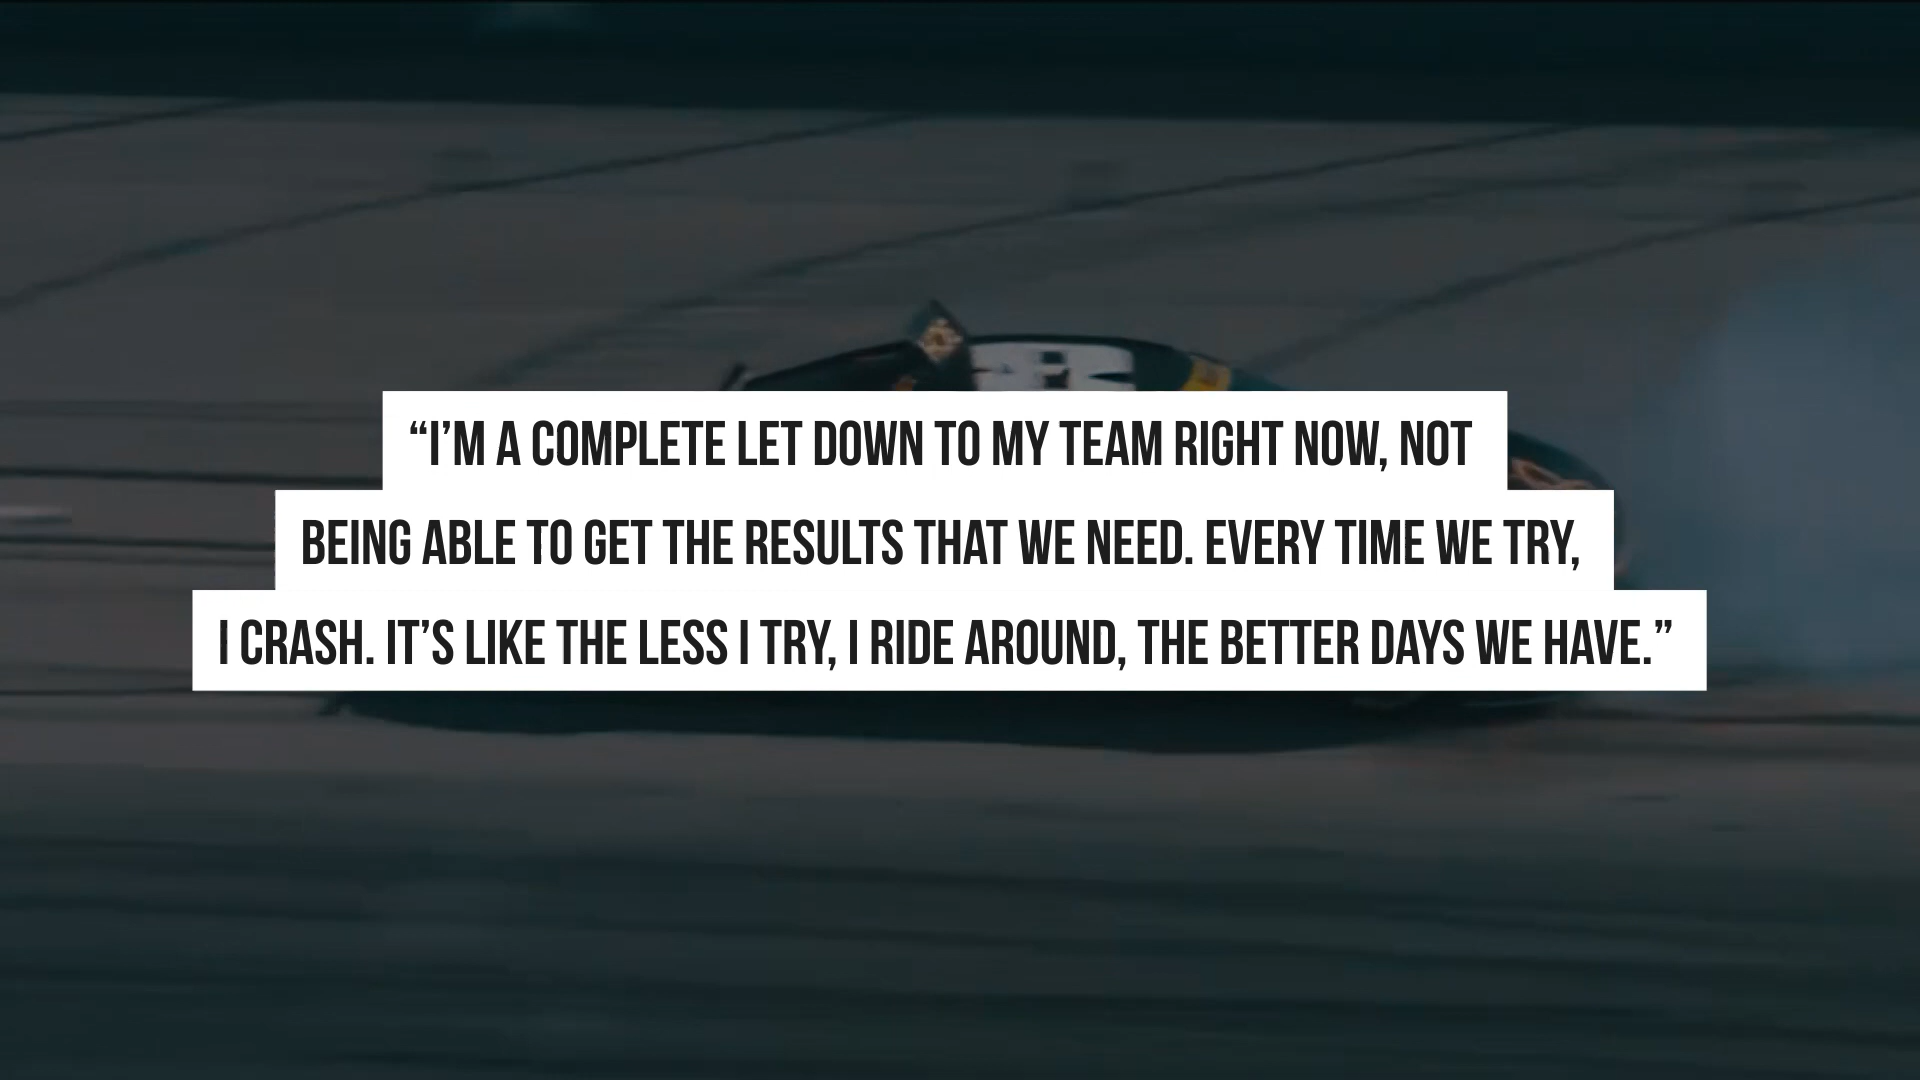 “I’M A COMPLETE LET DOWN TO MY TEAM RIGHT NOW, NOT
BEING ABLE TO GET THE RESULTS THAT WE NEED. EVERY TIME WE TRY,
I CRASH. IT’S LIKE THE LESS I TRY, I RIDE AROUND, THE BETTER DAYS WE HAVE.”